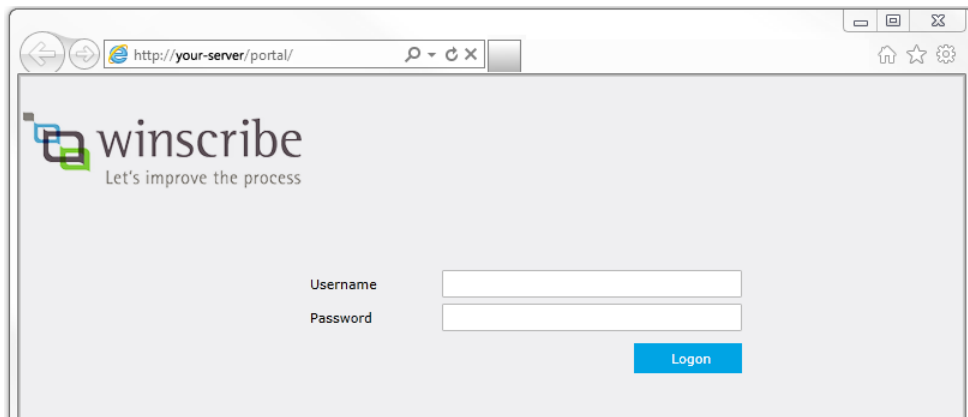 http://your-server/portal/
winscribe
Let's improve the process
Username
Password
Logon